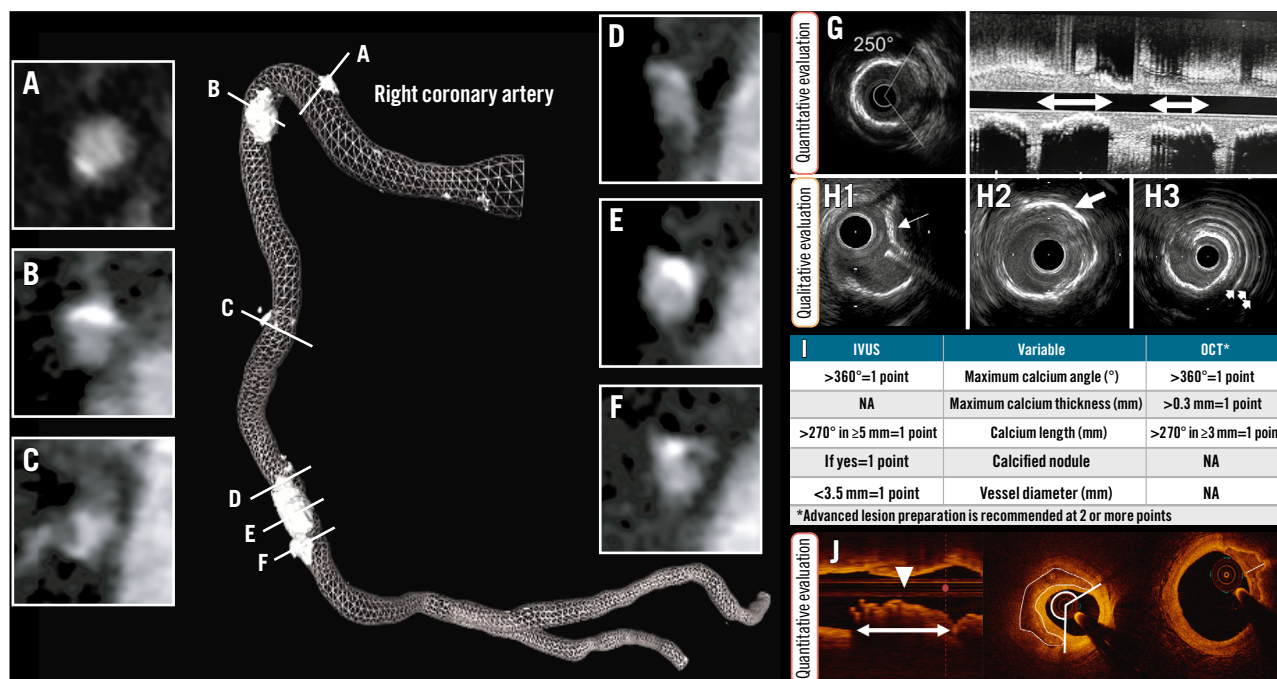 A
B
C
A
B
Right coronary artery
C
D
E
F
D
E
F
Quantitative evaluation
G
250°
Qualitative evaluation
H1
H2
H3
I IVUS Variable OCT*
>360°=1 point Maximum calcium angle (°) >360°=1 point
NA Maximum calcium thickness (mm) >0.3 mm=1 point
>270° in ≥5 mm=1 point Calcium length (mm) >270° in ≥3 mm=1 point
If yes=1 point Calcified nodule NA
<3.5 mm=1 point Vessel diameter (mm) NA
*Advanced lesion preparation is recommended at 2 or more points
Quantitative evaluation
J